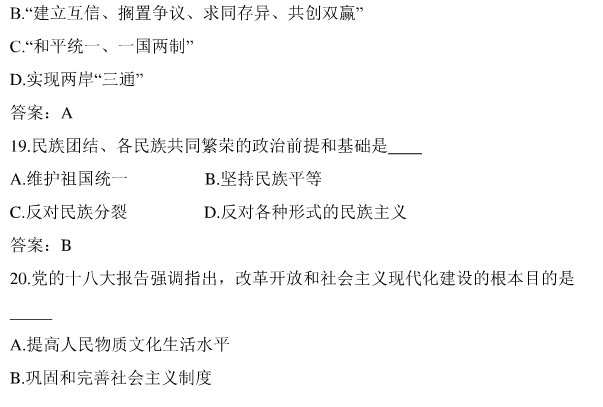 B.“建立互信、搁置争议、求同存异、共创双赢”
C.“和平统一、一国两制”
D.实现两岸“三通”
答案：A
19.民族团结、各民族共同繁荣的政治前提和基础是____
A.维护祖国统一 B.坚持民族平等
C.反对民族分裂 D.反对各种形式的民族主义
答案：B
20.党的十八大报告强调指出，改革开放和社会主义现代化建设的根本目的是
_____
A.提高人民物质文化生活水平
B.巩固和完善社会主义制度